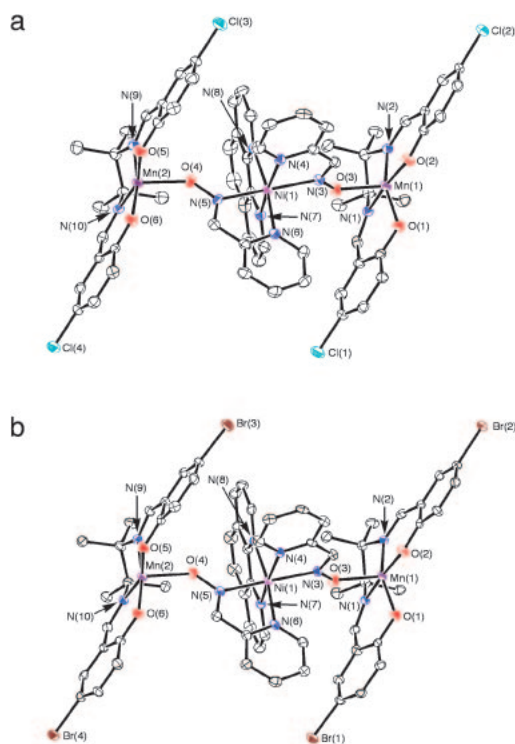 a
Cl(3)
Cl(2)
N(9)
N(8)
N(2)
O(5)
O(4)
O(2)
Mn(2)
N(4)
N(3)
O(3)
Mn(1)
N(5)
Ni(1)
N(10)
O(6)
N(7)
N(1)
O(1)
N(6)
Cl(4)
Cl(1)
b
Br(3)
Br(2)
N(9)
N(8)
N(2)
O(5)
O(4)
O(2)
Mn(2)
N(4)
O(3)
N(3)
Mn(1)
Ni(1)
N(5)
N(10)
O(6)
N(7)
N(1)
O(1)
N(6)
Br(4)
Br(1)